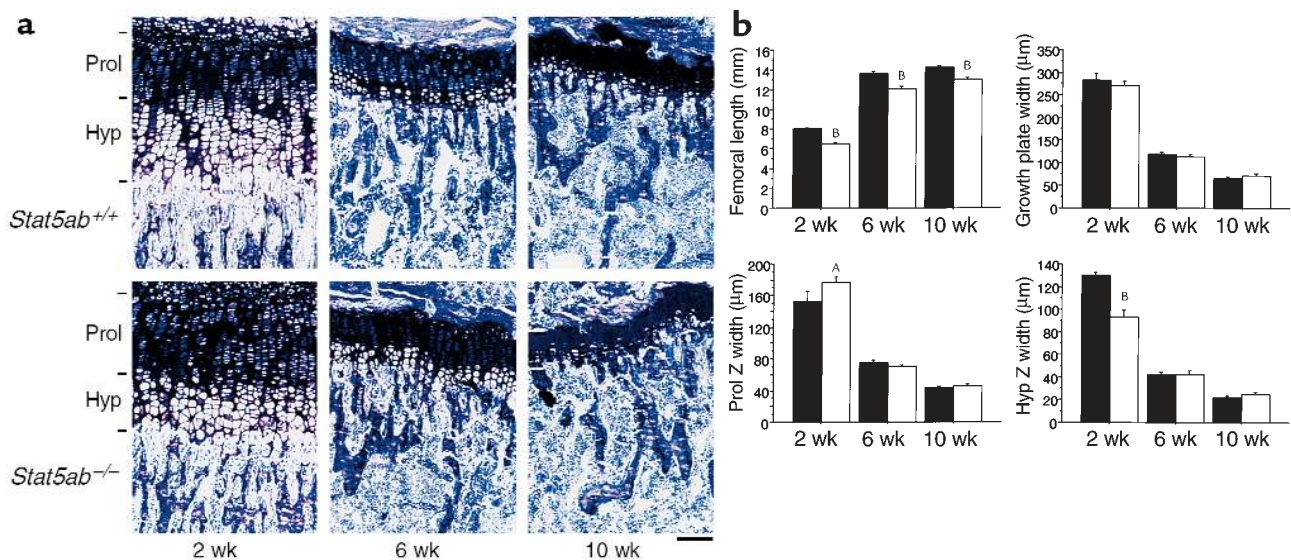 a
Prol
Hyp
Stat5ab+/+
Prol
Hyp
Stat5ab−/−
2 wk 6 wk 10 wk
b
Femoral length (mm)
16
14
12
10
8
6
4
2
0
B
B
B
2 wk 6 wk 10 wk
Growth plate width (μm)
350
300
250
200
150
100
50
0
2 wk 6 wk 10 wk
Prol Z width (μm)
200
160
120
80
40
0
A
2 wk 6 wk 10 wk
Hyp Z width (μm)
140
120
100
80
60
40
20
0
B
2 wk 6 wk 10 wk